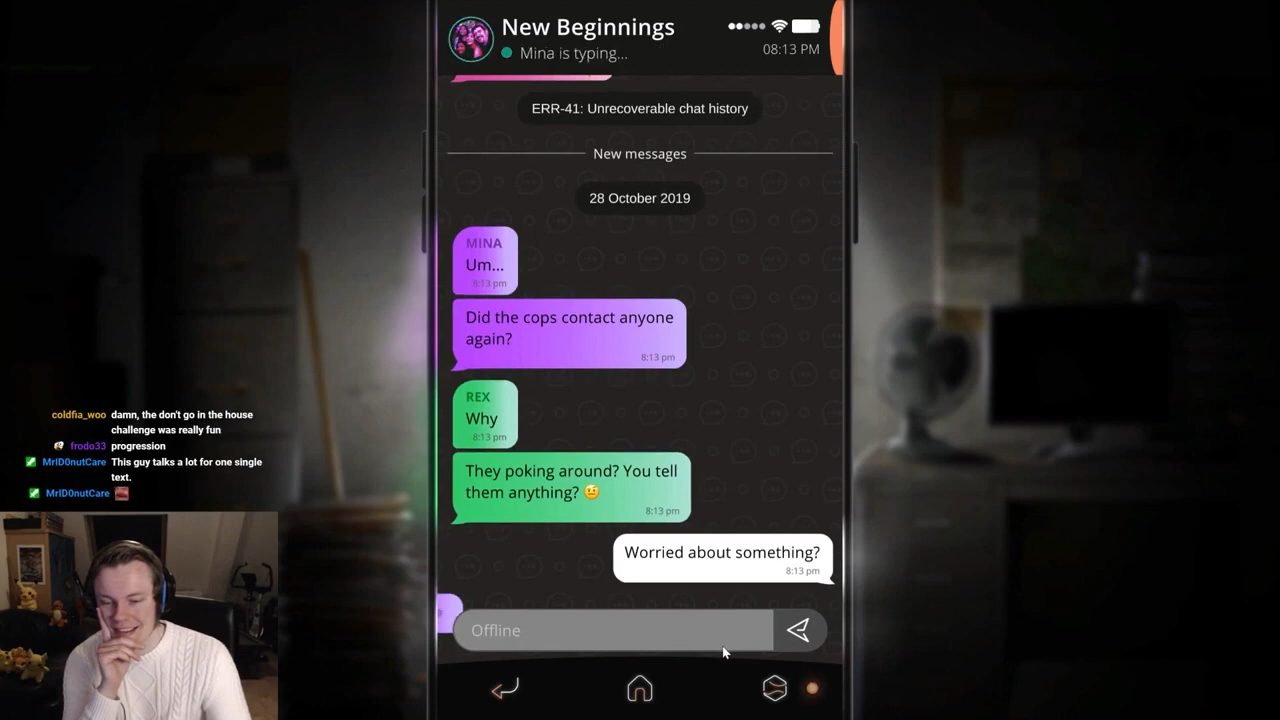 New Beginnings
Mina is typing...
08:13 PM
ERR-41: Unrecoverable chat history
New messages
28 October 2019
MINA
Um...
8:13 pm
Did the cops contact anyone
again?
8:13 pm
REX
Why
8:13 pm
They poking around? You tell
them anything? 🤨
8:13 pm
Worried about something?
8:13 pm
Offline
coldfia_woo damn, the don't go in the house
challenge was really fun
frodo33 progression
MrID0nutCare This guy talks a lot for one single
text.
MrID0nutCare